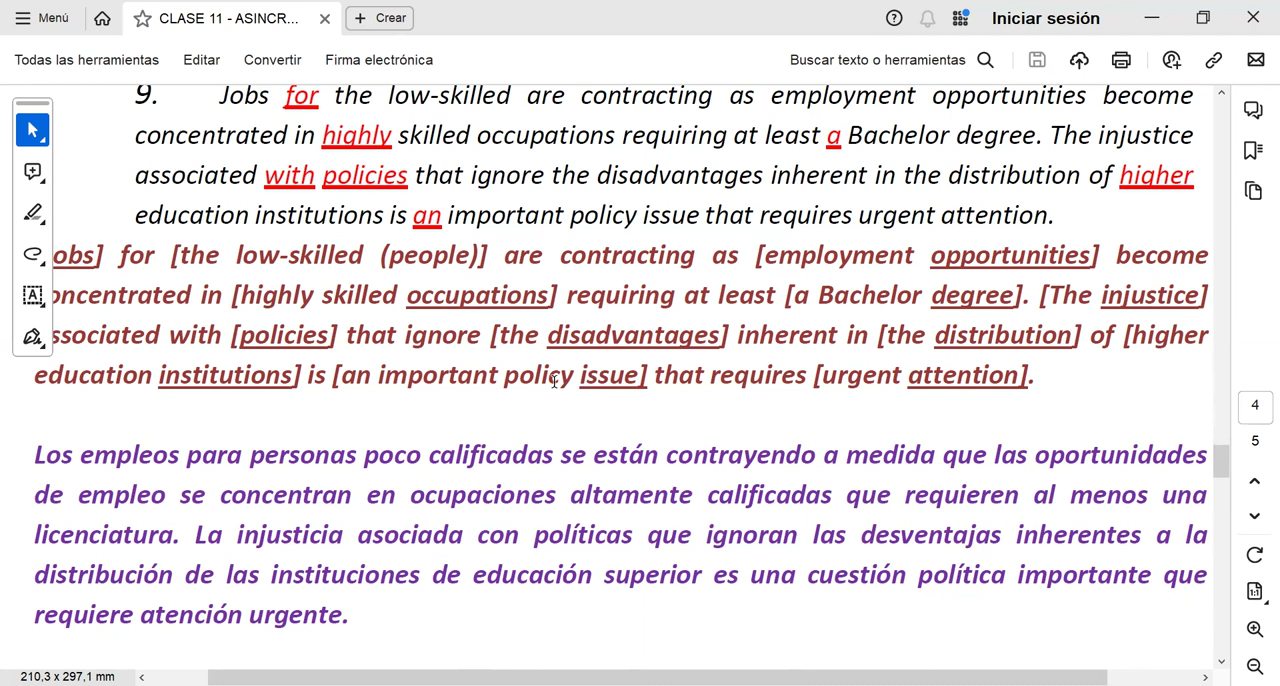 Menú
CLASE 11 - ASINCR...
Crear
Iniciar sesión
Todas las herramientas
Editar
Convertir
Firma electrónica
Buscar texto o herramientas
9. Jobs for the low-skilled are contracting as employment opportunities become
concentrated in highly skilled occupations requiring at least a Bachelor degree. The injustice
associated with policies that ignore the disadvantages inherent in the distribution of higher
education institutions is an important policy issue that requires urgent attention.
obs] for [the low-skilled (people)] are contracting as [employment opportunities] become
oncentrated in [highly skilled occupations] requiring at least [a Bachelor degree]. [The injustice]
ssociated with [policies] that ignore [the disadvantages] inherent in [the distribution] of [higher
education institutions] is [an important policy issue] that requires [urgent attention].
Los empleos para personas poco calificadas se están contrayendo a medida que las oportunidades
de empleo se concentran en ocupaciones altamente calificadas que requieren al menos una
licenciatura. La injusticia asociada con políticas que ignoran las desventajas inherentes a la
distribución de las instituciones de educación superior es una cuestión política importante que
requiere atención urgente.
4
5
210,3 x 297,1 mm